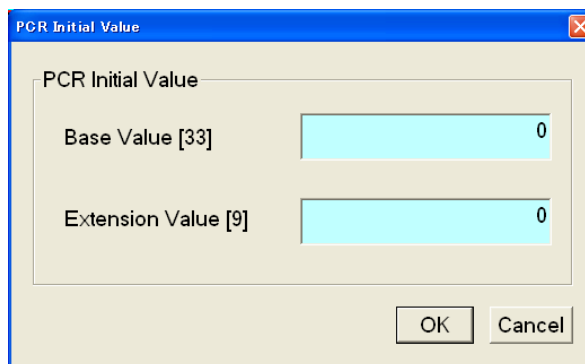 PCR Initial Value
PCR Initial Value
Base Value [33] 0
Extension Value [9] 0
OK Cancel